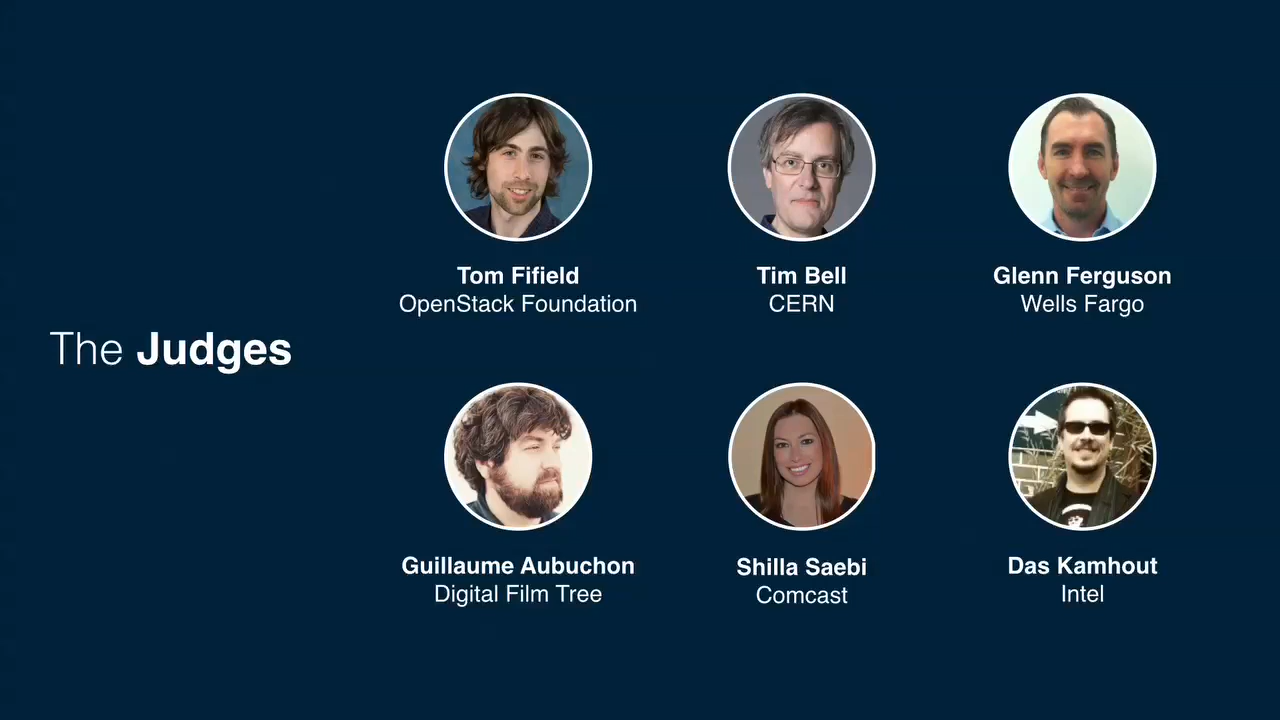 The Judges
Tom Fifield
OpenStack Foundation
Tim Bell
CERN
Glenn Ferguson
Wells Fargo
Guillaume Aubuchon
Digital Film Tree
Shilla Saebi
Comcast
Das Kamhout
Intel